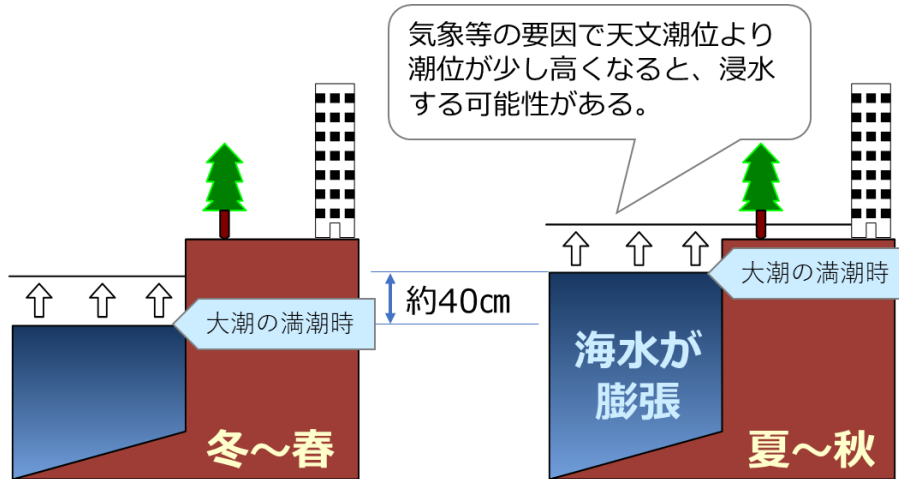 気象等の要因で天文潮位より
潮位が少し高くなると、浸水
する可能性がある。
大潮の満潮時
約40㎝
大潮の満潮時
海水が
膨張
冬～春
夏～秋